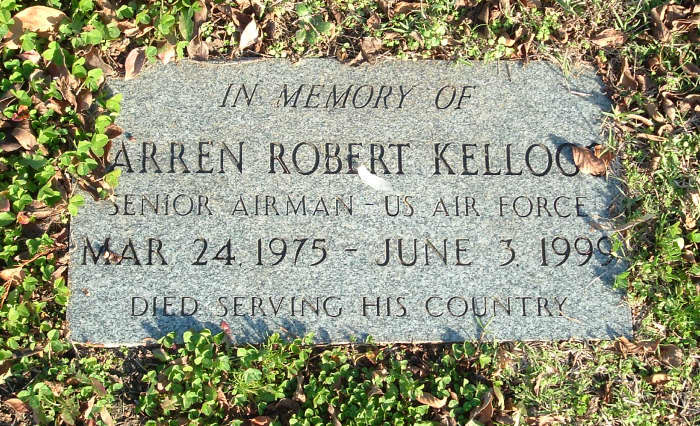 IN MEMORY OF
ARREN ROBERT KELLOG
SENIOR AIRMAN - US AIR FORCE
MAR 24, 1975 - JUNE 3, 1999
DIED SERVING HIS COUNTRY